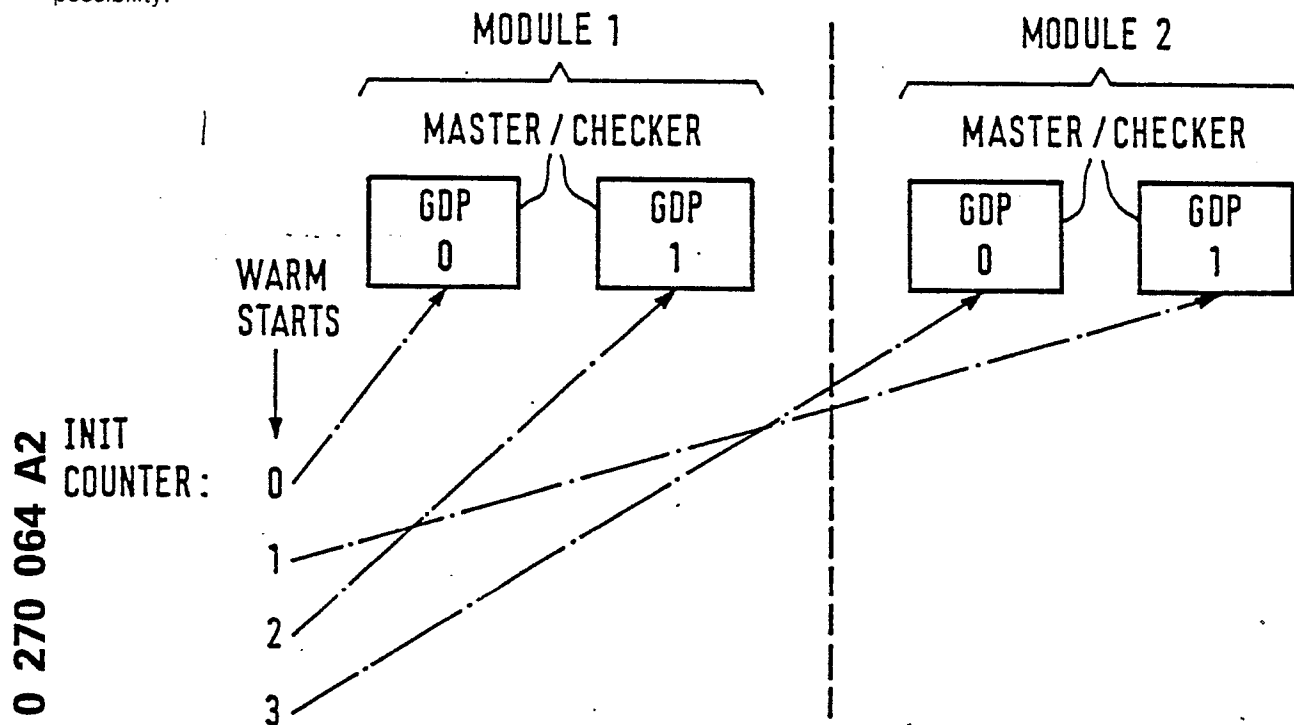 possibility.
MODULE 1
MODULE 2
MASTER / CHECKER
MASTER / CHECKER
GDP
0
GDP
1
GDP
0
GDP
1
WARM
STARTS
INIT
COUNTER:
0
1
2
3
0 270 064 A2